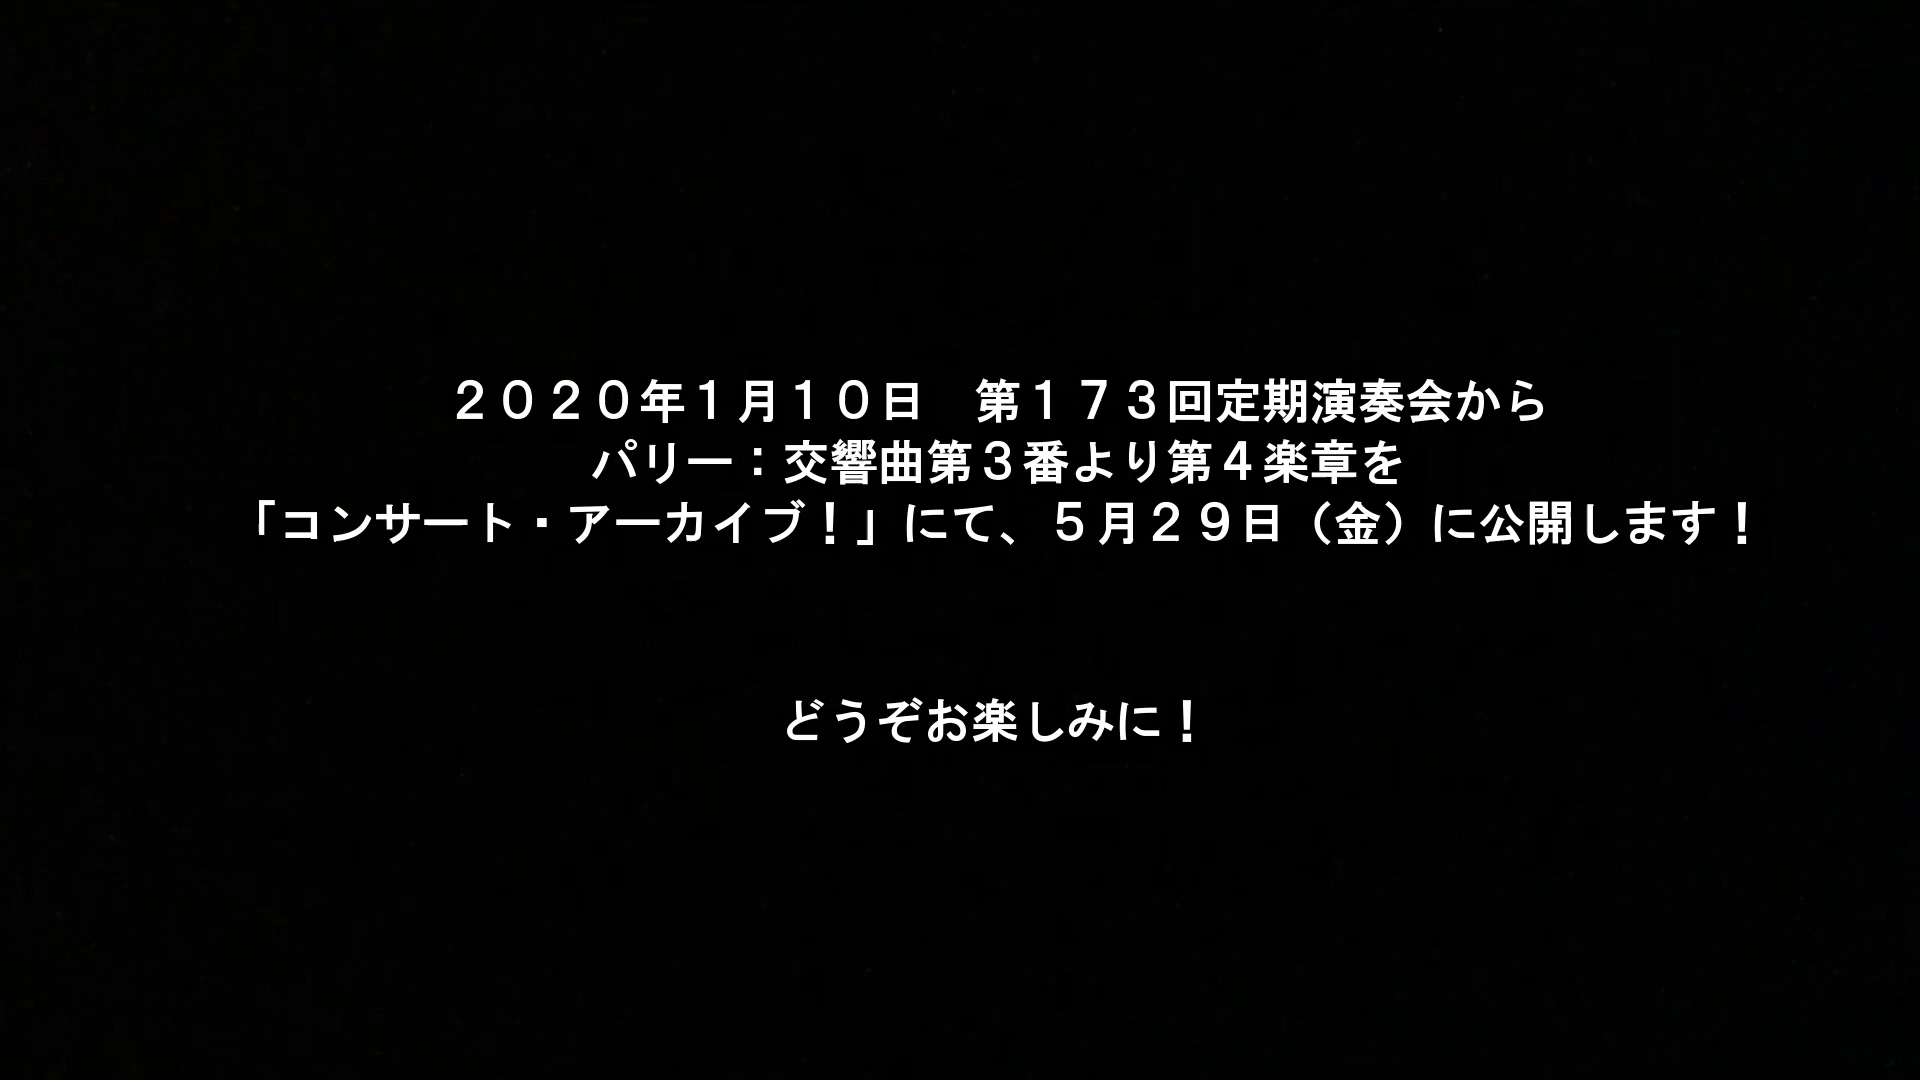 ２０２０年１月１０日　第１７３回定期演奏会から
パリー：交響曲第３番より第４楽章を
「コンサート・アーカイブ！」にて、５月２９日（金）に公開します！
どうぞお楽しみに！